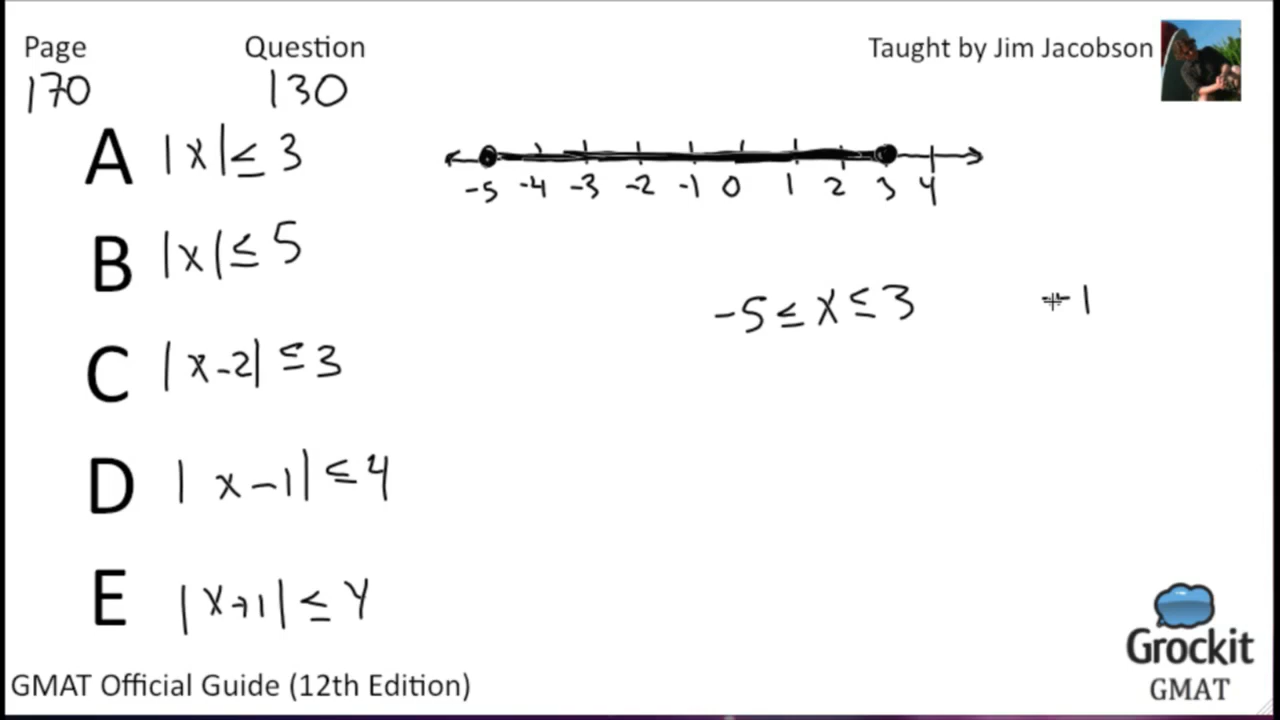 Page Question Taught by Jim Jacobson
170 130
A |x| ≤ 3
-5 -4 -3 -2 -1 0 1 2 3 4
B |x| ≤ 5
-5 ≤ x ≤ 3 +1
C |x-2| ≤ 3
D |x-1| ≤ 4
E |x+1| ≤ 4
Grockit
GMAT
GMAT Official Guide (12th Edition)